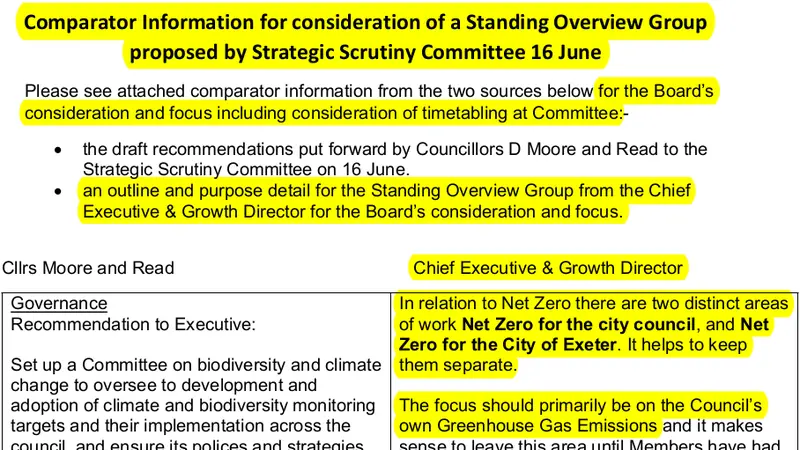 Comparator Information for consideration of a Standing Overview Group
proposed by Strategic Scrutiny Committee 16 June
Please see attached comparator information from the two sources below for the Board's
consideration and focus including consideration of timetabling at Committee:-
• the draft recommendations put forward by Councillors D Moore and Read to the
Strategic Scrutiny Committee on 16 June.
• an outline and purpose detail for the Standing Overview Group from the Chief
Executive & Growth Director for the Board's consideration and focus.
Cllrs Moore and Read
Governance
Recommendation to Executive:
Set up a Committee on biodiversity and climate
change to oversee to development and
adoption of climate and biodiversity monitoring
targets and their implementation across the
council, and ensure its polices and strategies
Chief Executive & Growth Director
In relation to Net Zero there are two distinct areas
of work Net Zero for the city council, and Net
Zero for the City of Exeter. It helps to keep
them separate.
The focus should primarily be on the Council's
own Greenhouse Gas Emissions and it makes
sense to leave this area until Members have had